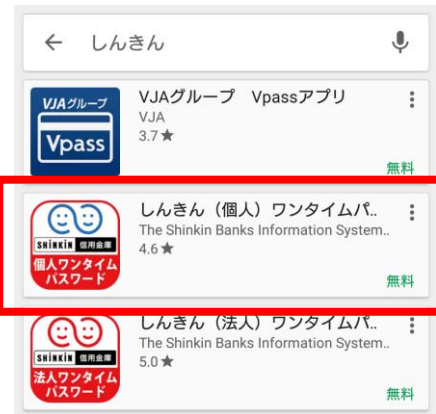 しんきん
VJAグループ
Vpass
VJAグループ Vpassアプリ
VJA
3.7★
無料
SHINKIN 信用金庫
個人ワンタイム
パスワード
しんきん（個人）ワンタイムパ..
The Shinkin Banks Information System..
4.6★
無料
SHINKIN 信用金庫
法人ワンタイム
パスワード
しんきん（法人）ワンタイムパ..
The Shinkin Banks Information System..
5.0★
無料